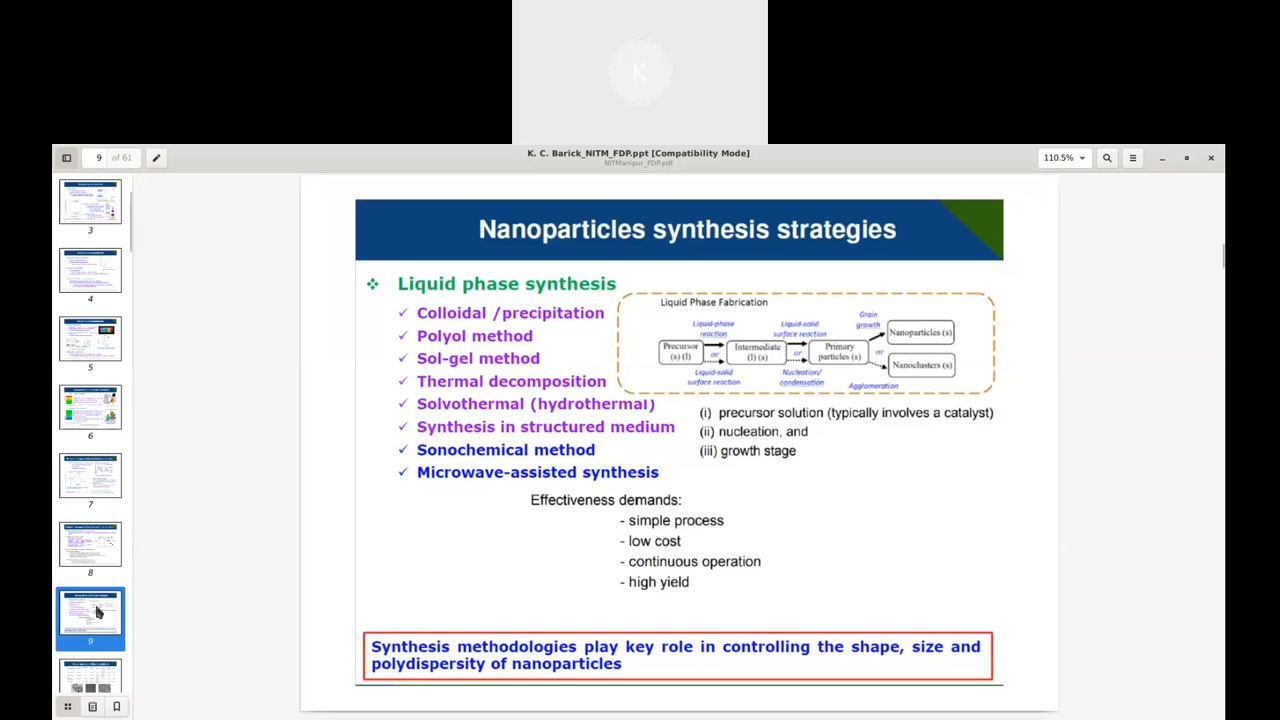 K
9 of 61
K. C. Barick_NITM_FDP.ppt [Compatibility Mode]
NITManipur_FDP.pdf
110.5%
3
4
5
6
7
8
9
Nanoparticles synthesis strategies
❖ Liquid phase synthesis
✓ Colloidal /precipitation
✓ Polyol method
✓ Sol-gel method
✓ Thermal decomposition
✓ Solvothermal (hydrothermal)
✓ Synthesis in structured medium
✓ Sonochemical method
✓ Microwave-assisted synthesis
Liquid Phase Fabrication
Liquid-phase
reaction
Liquid-solid
surface reaction
Grain
growth
Precursor
(s) (l)
or
Intermediate
(l) (s)
or
Primary
particles (s)
or
Nanoparticles (s)
Nanoclusters (s)
Liquid-solid
surface reaction
Nucleation/
condensation
Agglomeration
(i) precursor solution (typically involves a catalyst)
(ii) nucleation, and
(iii) growth stage
Effectiveness demands:
- simple process
- low cost
- continuous operation
- high yield
Synthesis methodologies play key role in controlling the shape, size and
polydispersity of nanoparticles